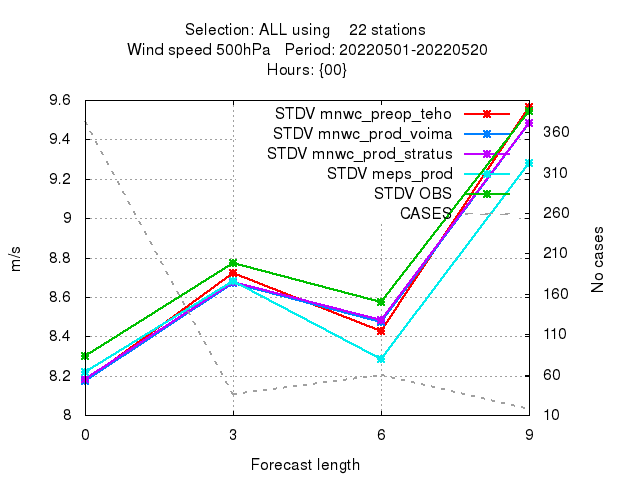 Selection: ALL using 22 stations
Wind speed 500hPa Period: 20220501-20220520
Hours: {00}
STDV mnwc_preop_teho
STDV mnwc_prod_voima
STDV mnwc_prod_stratus
STDV meps_prod
STDV OBS
CASES
9.6
9.4
9.2
9
8.8
8.6
8.4
8.2
8
m/s
360
310
260
210
160
110
60
10
No cases
0 3 6 9
Forecast length